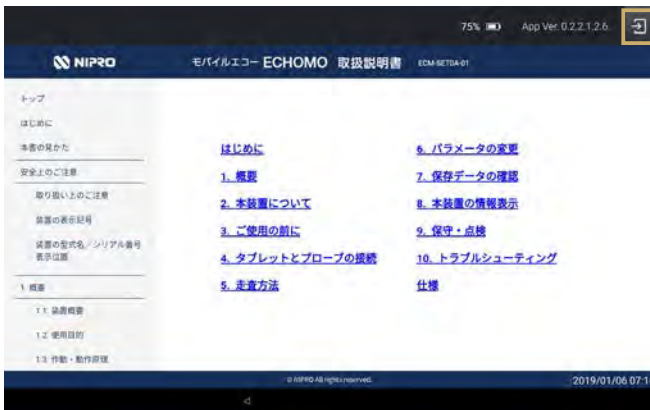 75% App Ver. 0.2.2.1.2.6
NIPRO モバイルエコー ECHOMO 取扱説明書 ECM-SET0A-01
トップ
はじめに
本書の見かた
安全上のご注意
取り扱い上のご注意
装置の表示記号
装置の型式名/シリアル番号
表示位置
1. 概要
1.1. 装置概要
1.2. 使用目的
1.3. 作動・動作原理
はじめに
1. 概要
2. 本装置について
3. ご使用の前に
4. タブレットとプローブの接続
5. 走査方法
6. パラメータの変更
7. 保存データの確認
8. 本装置の情報表示
9. 保守・点検
10. トラブルシューティング
仕様
© NIPRO All rights reserved.
2019/01/06 07:1